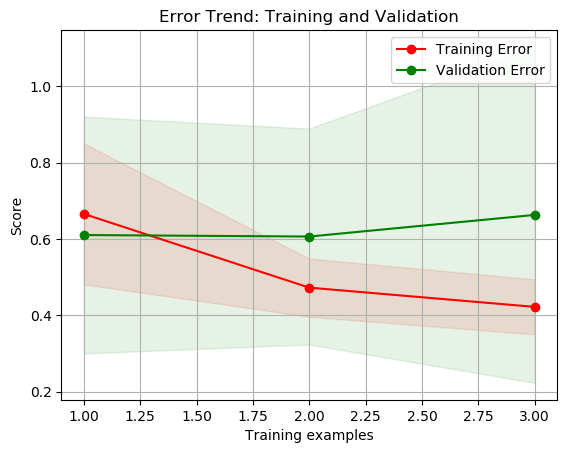 Error Trend: Training and Validation
Training Error
Validation Error
Score
1.0
0.8
0.6
0.4
0.2
1.00 1.25 1.50 1.75 2.00 2.25 2.50 2.75 3.00
Training examples